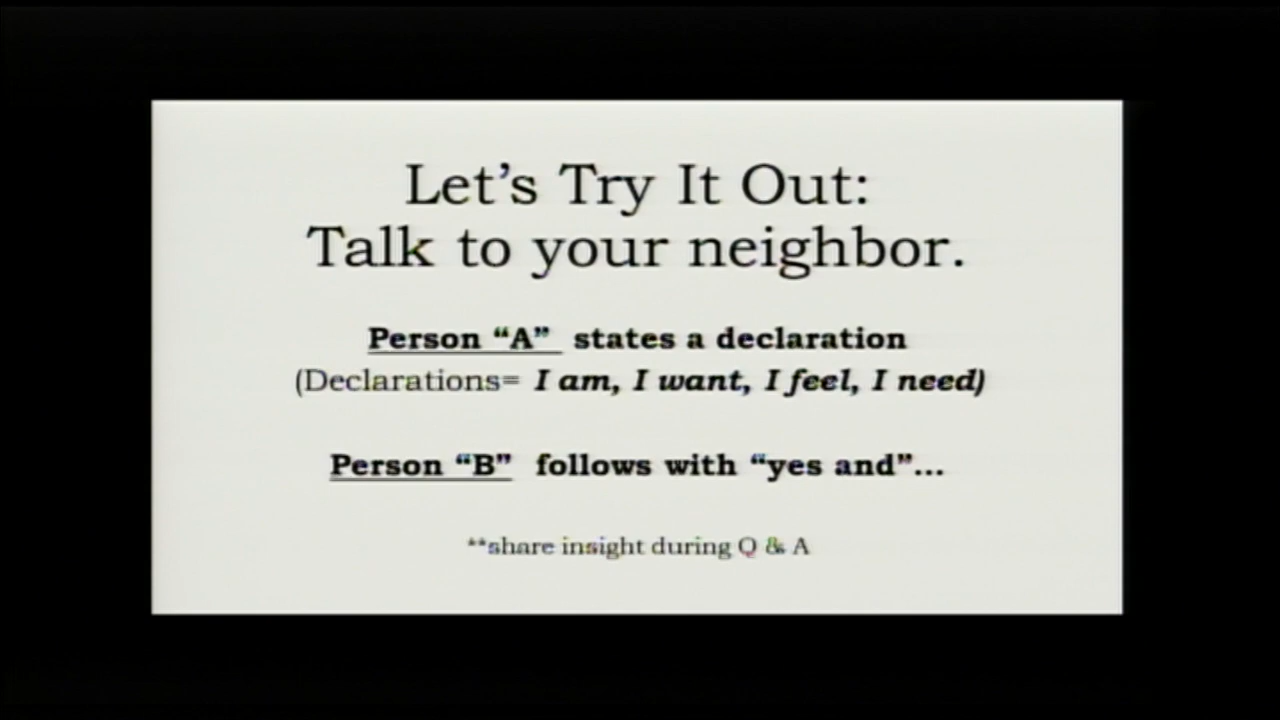 Let’s Try It Out:
Talk to your neighbor.
Person “A” states a declaration
(Declarations= I am, I want, I feel, I need)
Person “B” follows with “yes and”...
**share insight during Q & A